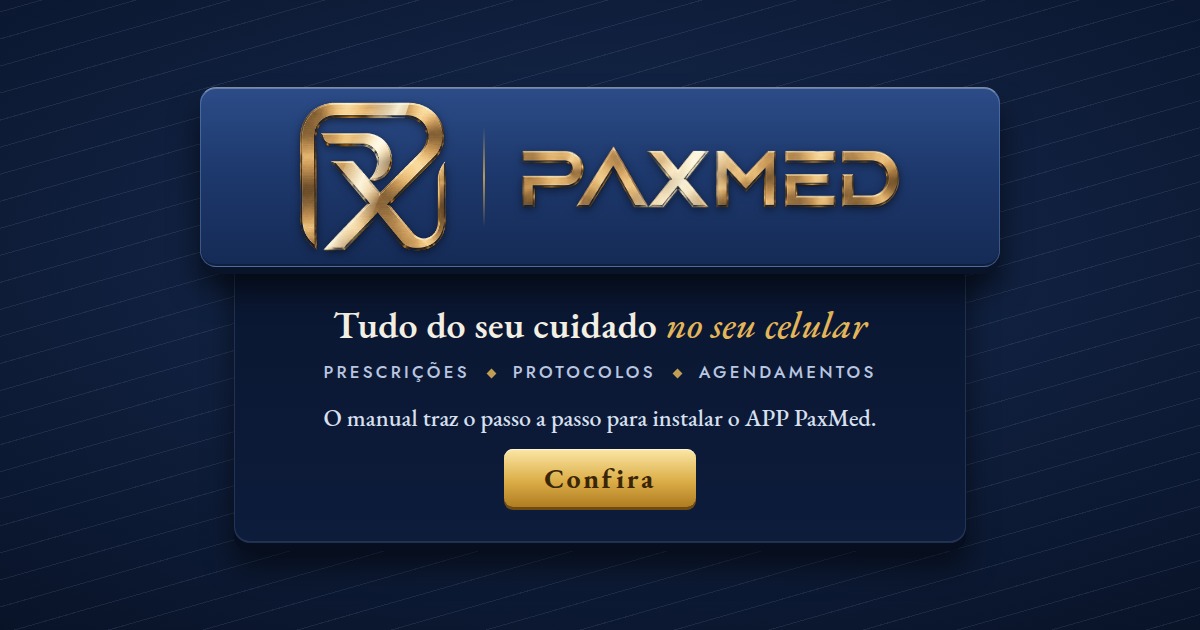 PAXMED
Tudo do seu cuidado no seu celular
PRESCRIÇÕES ◆ PROTOCOLOS ◆ AGENDAMENTOS
O manual traz o passo a passo para instalar o APP PaxMed.
Confira